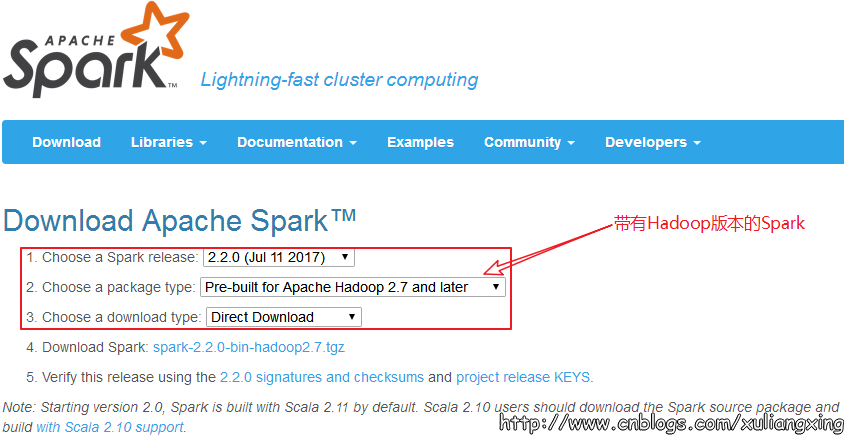 APACHE
Spark™
Lightning-fast cluster computing
Download Libraries Documentation Examples Community Developers
Download Apache Spark™
带有Hadoop版本的Spark
1. Choose a Spark release: 2.2.0 (Jul 11 2017)
2. Choose a package type: Pre-built for Apache Hadoop 2.7 and later
3. Choose a download type: Direct Download
4. Download Spark: spark-2.2.0-bin-hadoop2.7.tgz
5. Verify this release using the 2.2.0 signatures and checksums and project release KEYS.
Note: Starting version 2.0, Spark is built with Scala 2.11 by default. Scala 2.10 users should download the Spark source package and
build with Scala 2.10 support.
http://www.cnblogs.com/xuliangxing